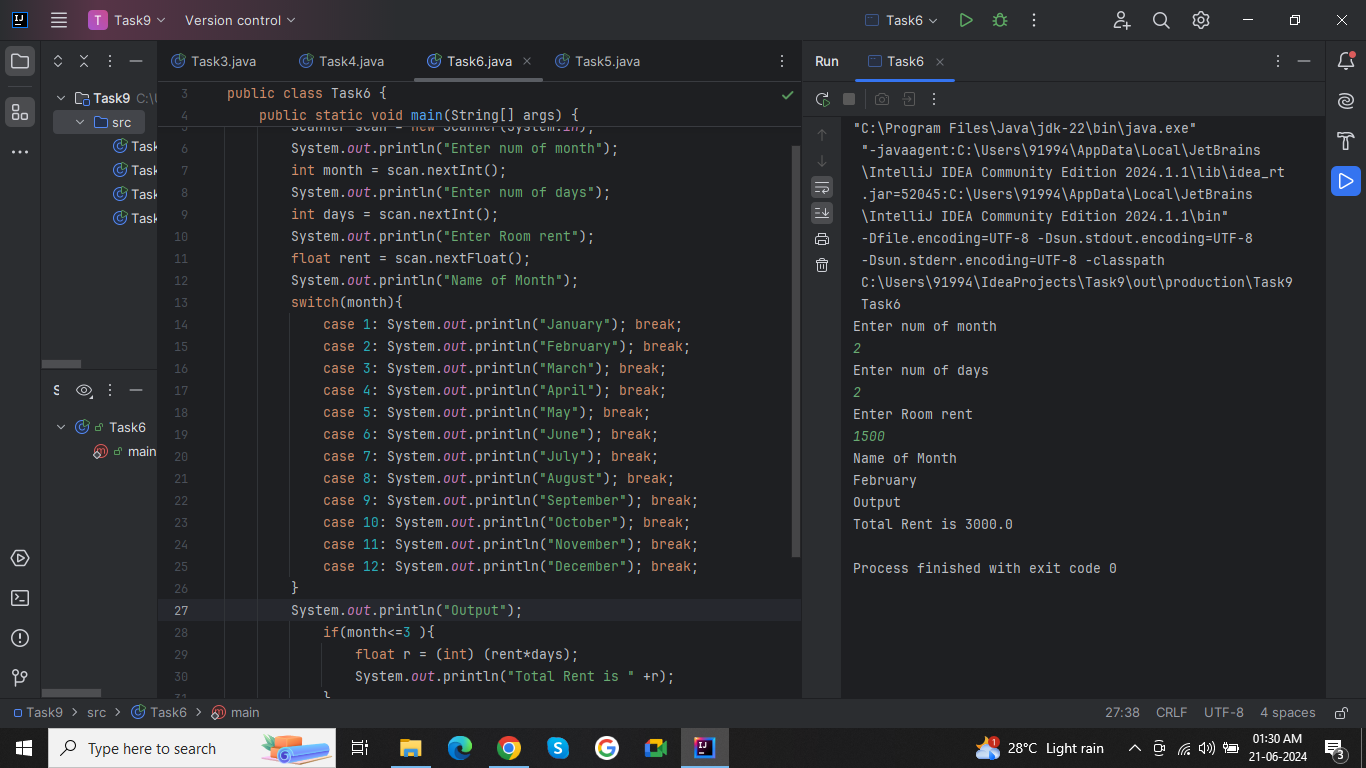 Task9
Version control
Task6
Task3.java
Task4.java
Task6.java
Task5.java
Run
Task6
Task9 C:\U
src
Task
Task
Task
Task
S
Task6
main
3 public class Task6 {
4 public static void main(String[] args) {
5 Scanner scan = new Scanner(System.in);
6 System.out.println("Enter num of month");
7 int month = scan.nextInt();
8 System.out.println("Enter num of days");
9 int days = scan.nextInt();
10 System.out.println("Enter Room rent");
11 float rent = scan.nextFloat();
12 System.out.println("Name of Month");
13 switch(month){
14 case 1: System.out.println("January"); break;
15 case 2: System.out.println("February"); break;
16 case 3: System.out.println("March"); break;
17 case 4: System.out.println("April"); break;
18 case 5: System.out.println("May"); break;
19 case 6: System.out.println("June"); break;
20 case 7: System.out.println("July"); break;
21 case 8: System.out.println("August"); break;
22 case 9: System.out.println("September"); break;
23 case 10: System.out.println("October"); break;
24 case 11: System.out.println("November"); break;
25 case 12: System.out.println("December"); break;
26 }
27 System.out.println("Output");
28 if(month<=3 ){
29 float r = (int) (rent*days);
30 System.out.println("Total Rent is " +r);
31 }
"C:\Program Files\Java\jdk-22\bin\java.exe"
"-javaagent:C:\Users\91994\AppData\Local\JetBrains
\IntelliJ IDEA Community Edition 2024.1.1\lib\idea_rt
.jar=52045:C:\Users\91994\AppData\Local\JetBrains
\IntelliJ IDEA Community Edition 2024.1.1\bin"
-Dfile.encoding=UTF-8 -Dsun.stdout.encoding=UTF-8
-Dsun.stderr.encoding=UTF-8 -classpath
C:\Users\91994\IdeaProjects\Task9\out\production\Task9
Task6
Enter num of month
2
Enter num of days
2
Enter Room rent
1500
Name of Month
February
Output
Total Rent is 3000.0
Process finished with exit code 0
Task9 > src > Task6 > main
27:38 CRLF UTF-8 4 spaces
Type here to search
28°C Light rain
01:30 AM
21-06-2024
3